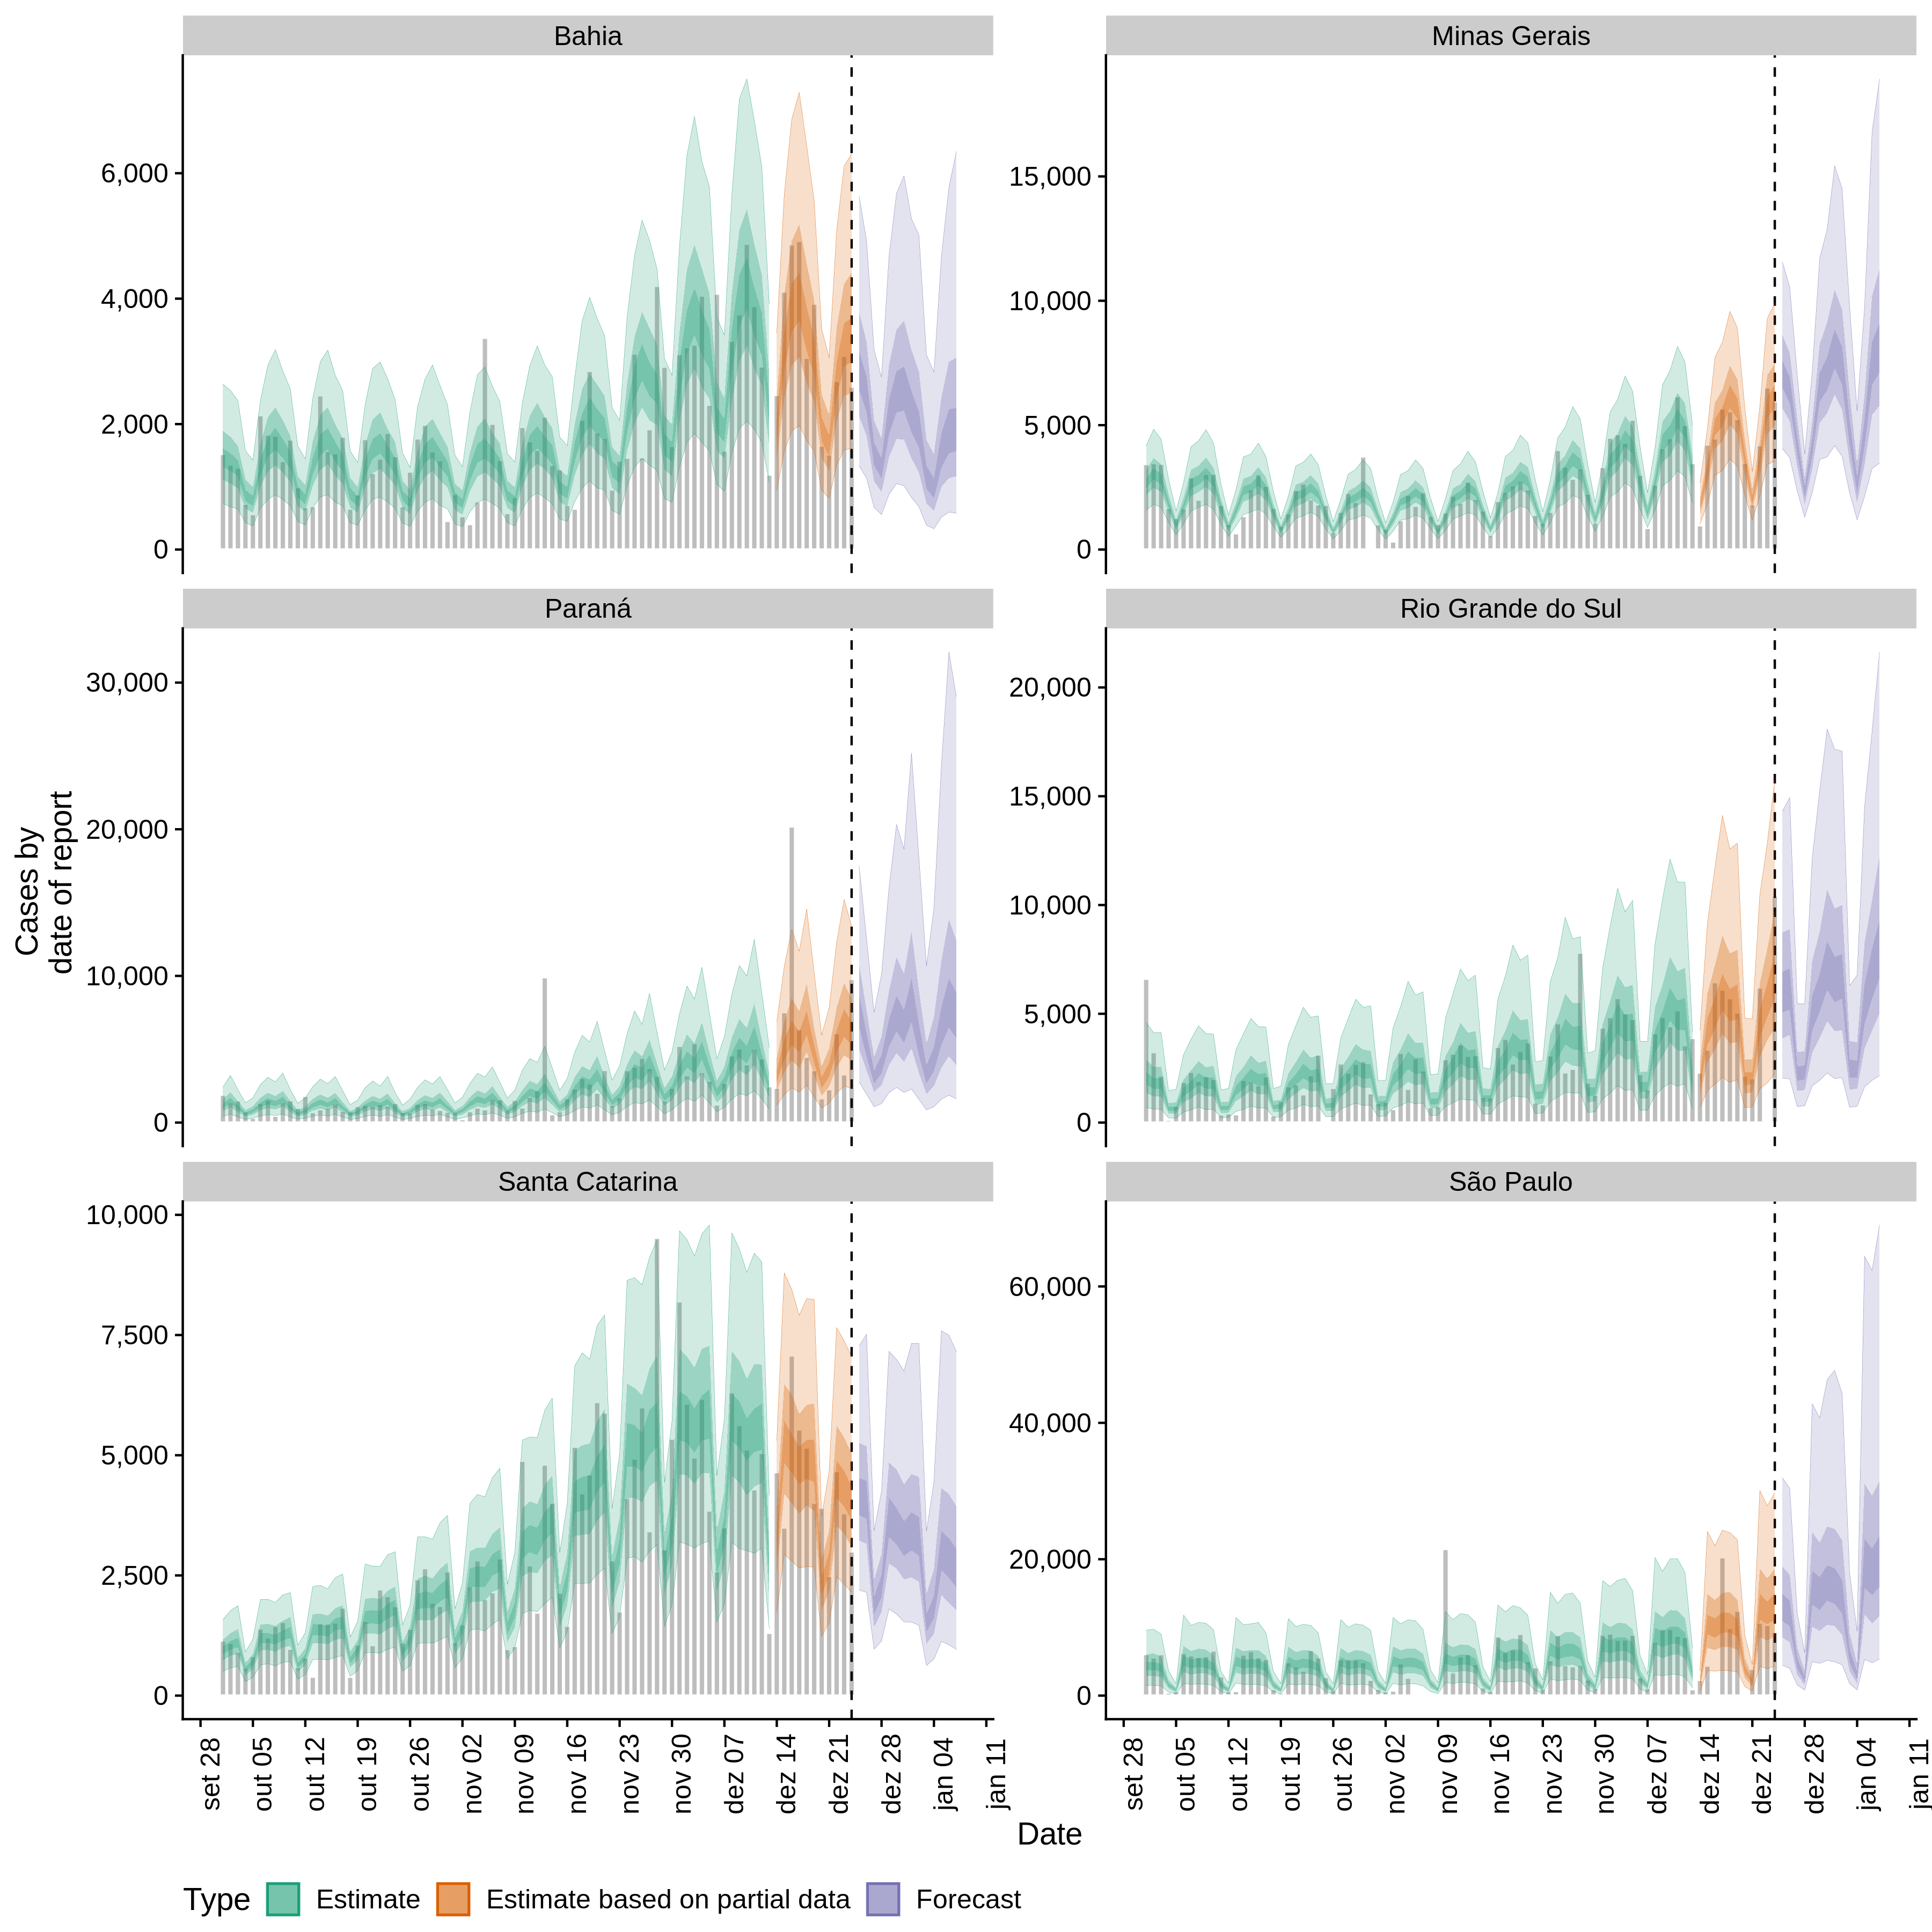 Bahia
Minas Gerais
6,000
4,000
2,000
0
15,000
10,000
5,000
0
Paraná
Rio Grande do Sul
30,000
20,000
10,000
0
20,000
15,000
10,000
5,000
0
Cases by
date of report
Santa Catarina
São Paulo
10,000
7,500
5,000
2,500
0
60,000
40,000
20,000
0
set 28 out 05 out 12 out 19 out 26 nov 02 nov 09 nov 16 nov 23 nov 30 dez 07 dez 14 dez 21 dez 28 jan 04 jan 11
set 28 out 05 out 12 out 19 out 26 nov 02 nov 09 nov 16 nov 23 nov 30 dez 07 dez 14 dez 21 dez 28 jan 04 jan 11
Date
Type Estimate Estimate based on partial data Forecast